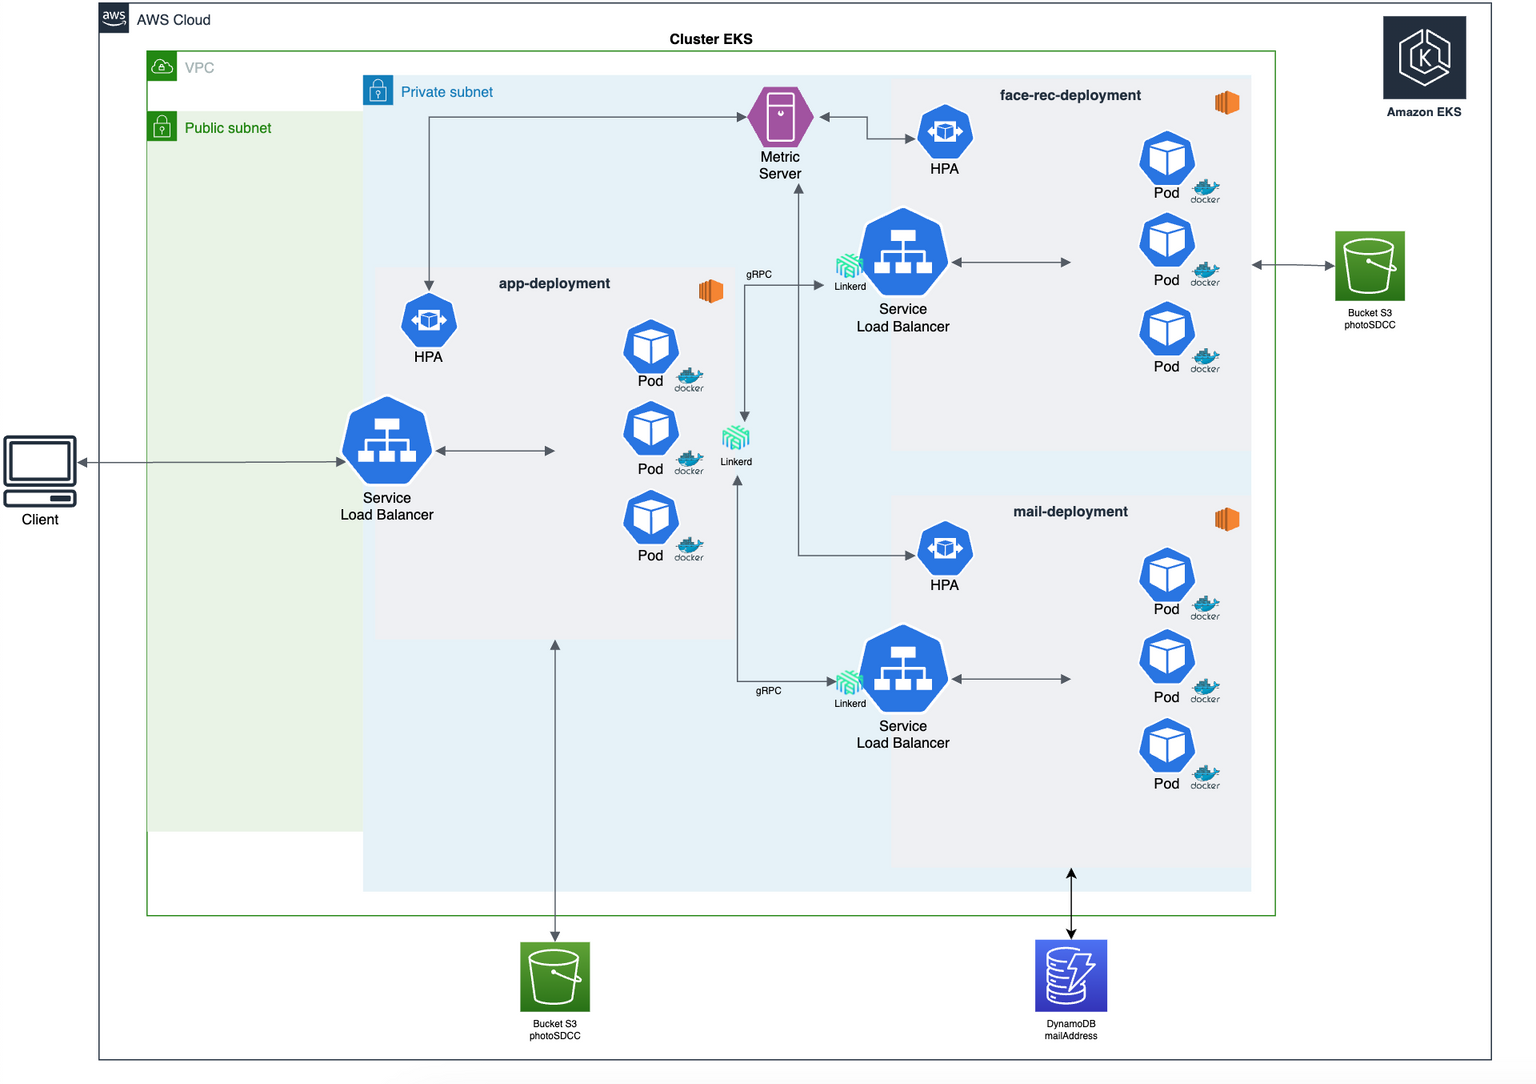 aws
AWS Cloud
Cluster EKS
VPC
Private subnet
Public subnet
K
Amazon EKS
face-rec-deployment
Metric
Server
HPA
Pod
docker
Pod
docker
Pod
docker
Linkerd
Service
Load Balancer
gRPC
Bucket S3
photoSDCC
app-deployment
HPA
Pod
docker
Pod
docker
Pod
docker
Linkerd
Service
Load Balancer
Client
mail-deployment
HPA
Pod
docker
Pod
docker
Pod
docker
gRPC
Linkerd
Service
Load Balancer
Bucket S3
photoSDCC
DynamoDB
mailAddress